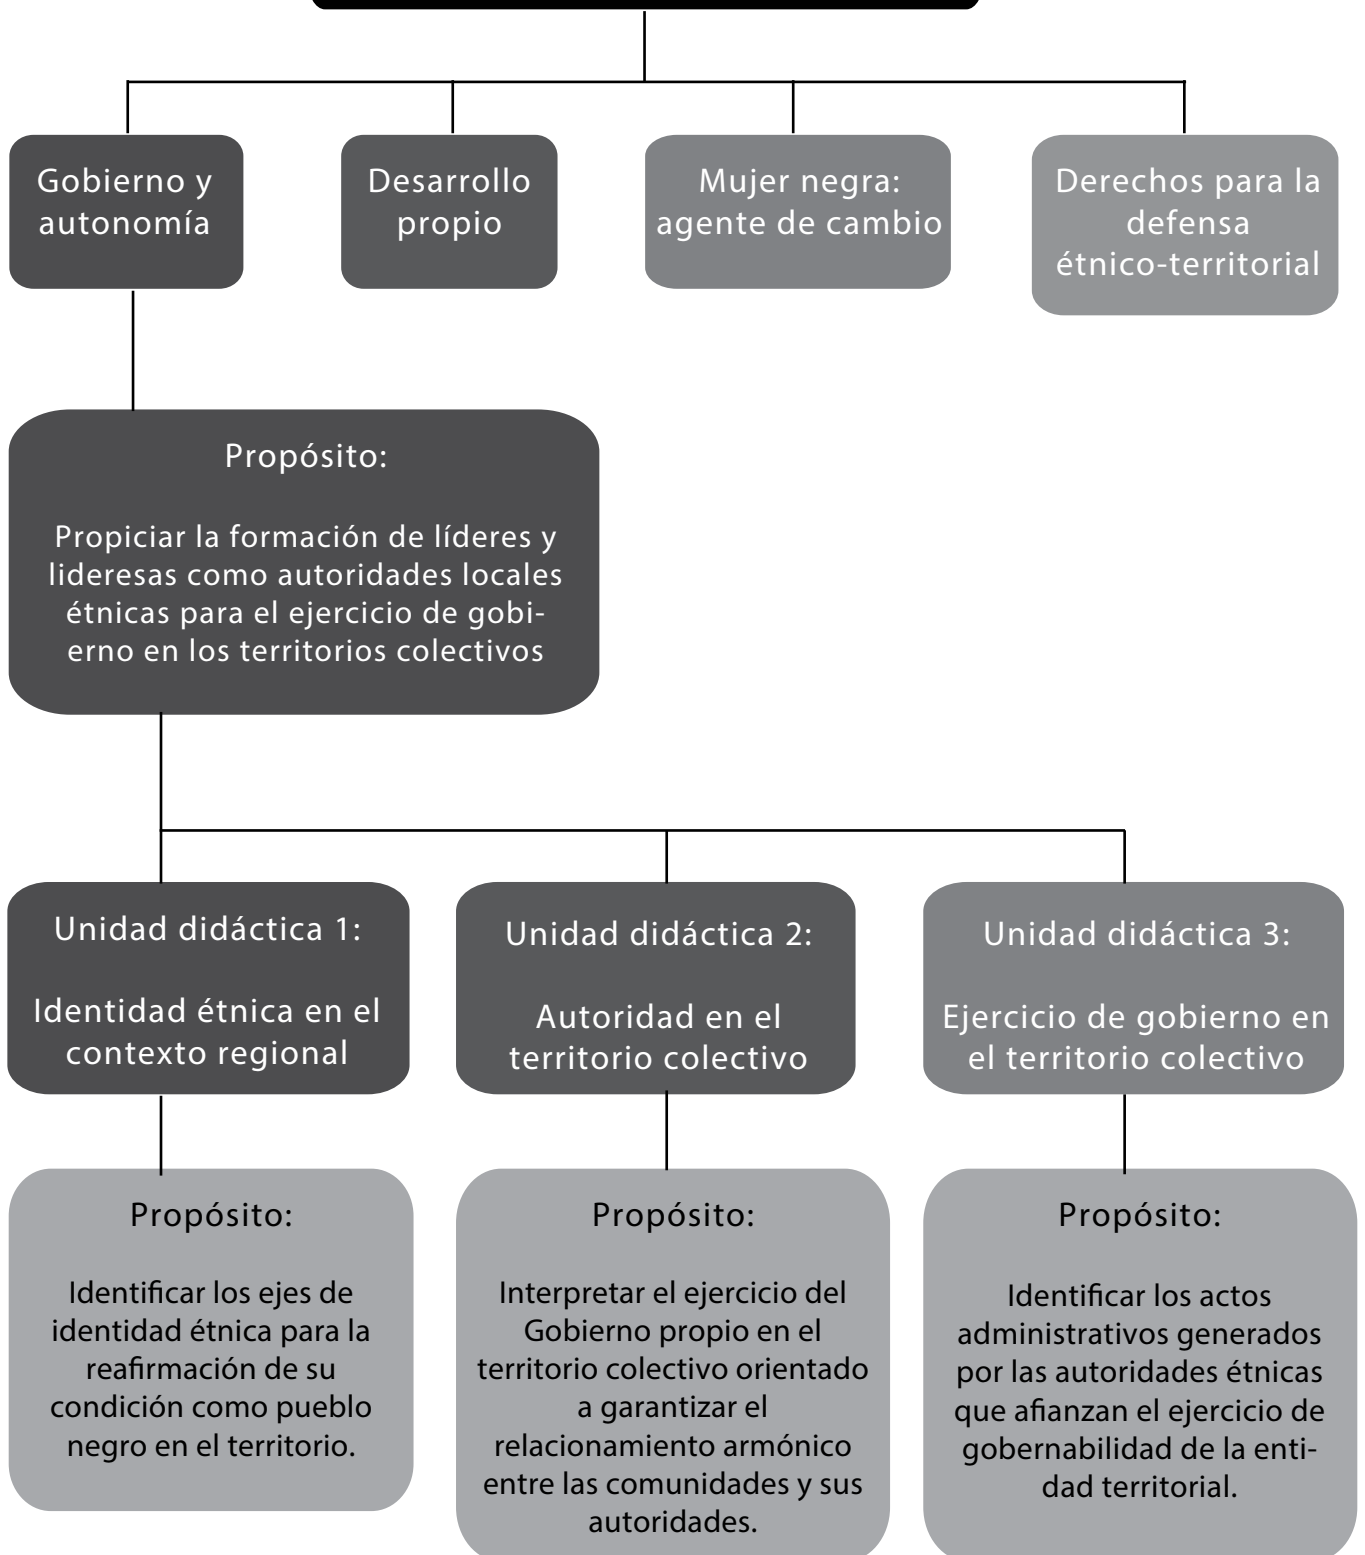 Gobierno y
autonomía
Desarrollo
propio
Mujer negra:
agente de cambio
Derechos para la
defensa
étnico-territorial
Propósito:
Propiciar la formación de líderes y
lideresas como autoridades locales
étnicas para el ejercicio de gobi-
erno en los territorios colectivos
Unidad didáctica 1:
Identidad étnica en el
contexto regional
Unidad didáctica 2:
Autoridad en el
territorio colectivo
Unidad didáctica 3:
Ejercicio de gobierno en
el territorio colectivo
Propósito:
Identificar los ejes de
identidad étnica para la
reafirmación de su
condición como pueblo
negro en el territorio.
Propósito:
Interpretar el ejercicio del
Gobierno propio en el
territorio colectivo orientado
a garantizar el
relacionamiento armónico
entre las comunidades y sus
autoridades.
Propósito:
Identificar los actos
administrativos generados
por las autoridades étnicas
que afianzan el ejercicio de
gobernabilidad de la enti-
dad territorial.